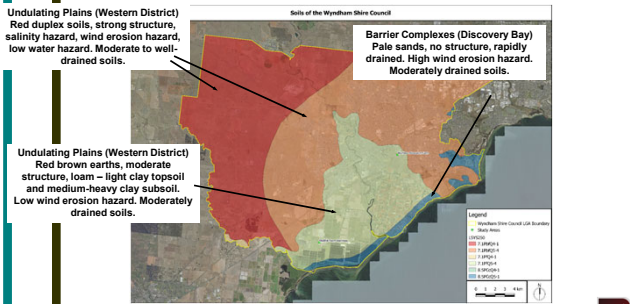 Soils of the Wyndham Shire Council
Undulating Plains (Western District)
Red duplex soils, strong structure,
salinity hazard, wind erosion hazard,
low water hazard. Moderate to well-
drained soils.
Barrier Complexes (Discovery Bay)
Pale sands, no structure, rapidly
drained. High wind erosion hazard.
Moderately drained soils.
Undulating Plains (Western District)
Red brown earths, moderate
structure, loam – light clay topsoil
and medium-heavy clay subsoil.
Low wind erosion hazard. Moderately
drained soils.
Legend
Wyndham Shire Council LGA Boundary
Study Areas
0 1 2 3 4 km